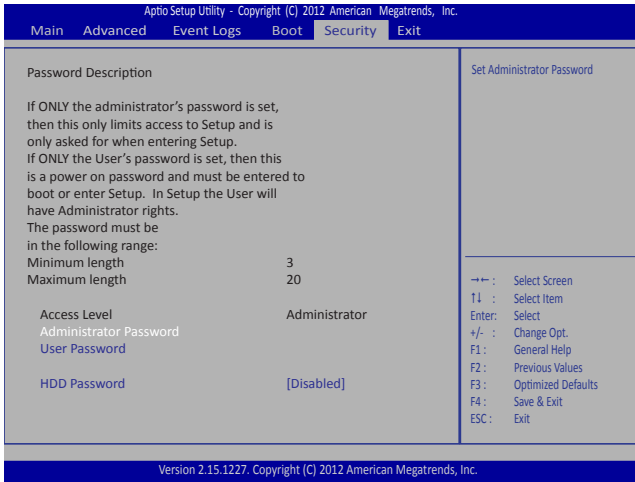 Aptio Setup Utility - Copyright (C) 2012 American Megatrends, Inc.
Main Advanced Event Logs Boot Security Exit
Password Description
If ONLY the administrator's password is set,
then this only limits access to Setup and is
only asked for when entering Setup.
If ONLY the User's password is set, then this
is a power on password and must be entered to
boot or enter Setup. In Setup the User will
have Administrator rights.
The password must be
in the following range:
Minimum length 3
Maximum length 20
Access Level Administrator
Administrator Password
User Password
HDD Password [Disabled]
Set Administrator Password
→← : Select Screen
↑↓ : Select Item
Enter: Select
+/- : Change Opt.
F1 : General Help
F2 : Previous Values
F3 : Optimized Defaults
F4 : Save & Exit
ESC : Exit
Version 2.15.1227. Copyright (C) 2012 American Megatrends, Inc.